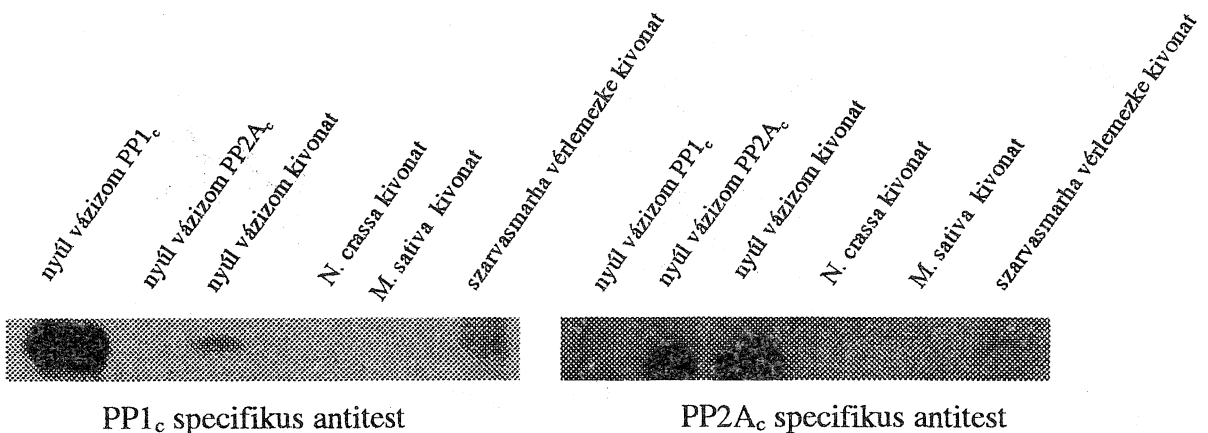 nyúl vázizom PP1c
nyúl vázizom PP2Ac
nyúl vázizom kivonat
N. crassa kivonat
M. sativa kivonat
szarvasmarha vérlemezke kivonat
nyúl vázizom PP1c
nyúl vázizom PP2Ac
nyúl vázizom kivonat
N. crassa kivonat
M. sativa kivonat
szarvasmarha vérlemezke kivonat
PP1c specifikus antitest
PP2Ac specifikus antitest